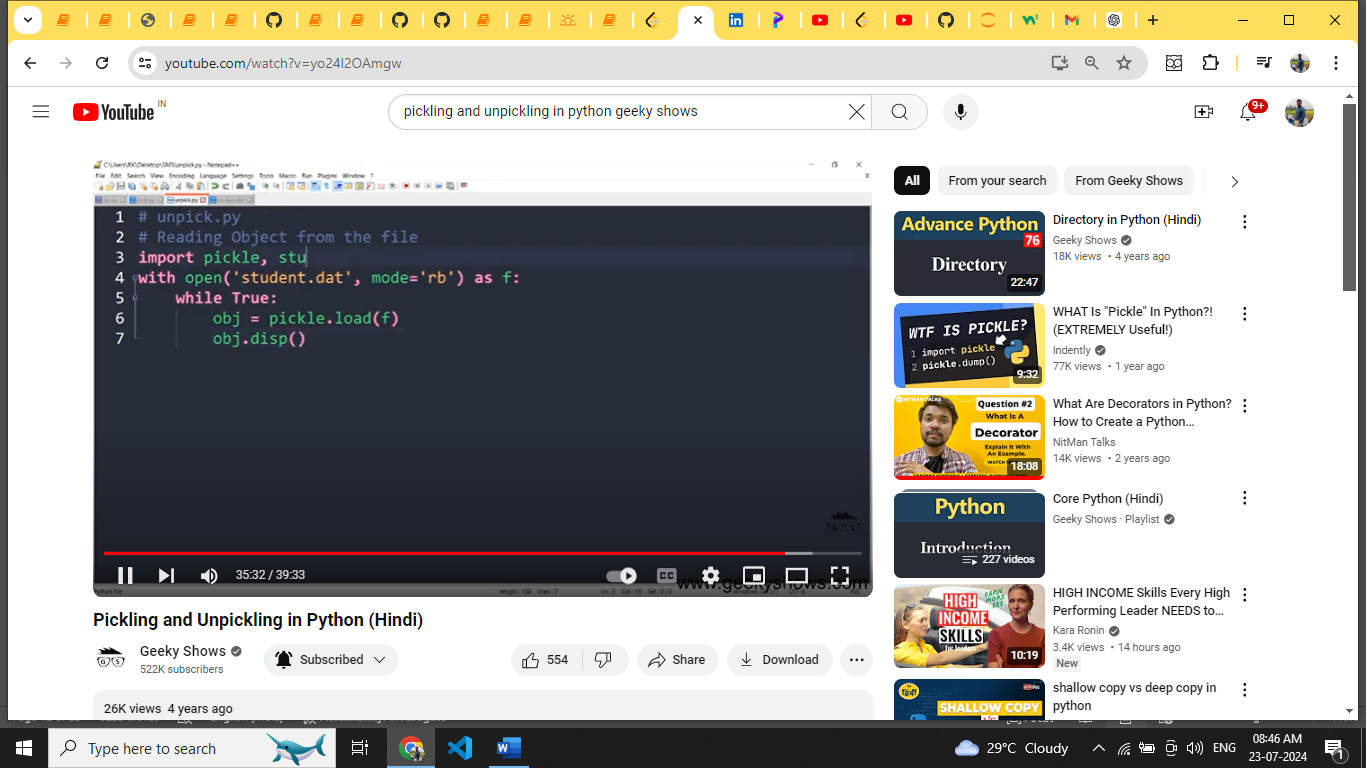 youtube.com/watch?v=yo24I2OAmgw
YouTube IN
pickling and unpickling in python geeky shows
9+
C:\Users\RK\Desktop\SMS\unpick.py - Notepad++
File Edit Search View Encoding Language Settings Tools Macro Run Plugins Window ?
1 # unpick.py
2 # Reading Object from the file
3 import pickle, stu
4 with open('student.dat', mode='rb') as f:
5 while True:
6 obj = pickle.load(f)
7 obj.disp()
35:32 / 39:33
CC
www.geekyshows.com
Pickling and Unpickling in Python (Hindi)
Geeky Shows
522K subscribers
Subscribed
554
Share
Download
26K views 4 years ago
All
From your search
From Geeky Shows
Advance Python
76
Directory
22:47
Directory in Python (Hindi)
Geeky Shows
18K views • 4 years ago
WTF IS PICKLE?
1 import pickle
2 pickle.dump()
9:32
WHAT Is "Pickle" In Python?!
(EXTREMELY Useful!)
Indently
77K views • 1 year ago
NITMAN TALKS
Question #2
What Is A
Decorator
Explain It With
An Example.
18:08
What Are Decorators in Python?
How to Create a Python...
NitMan Talks
14K views • 2 years ago
Python
Introduction
227 videos
Core Python (Hindi)
Geeky Shows · Playlist
HIGH
INCOME
SKILLS
for leaders
10:19
HIGH INCOME Skills Every High
Performing Leader NEEDS to...
Kara Ronin
3.4K views • 14 hours ago
New
SHALLOW COPY
shallow copy vs deep copy in
python
Type here to search
29°C Cloudy
ENG
08:46 AM
23-07-2024
1